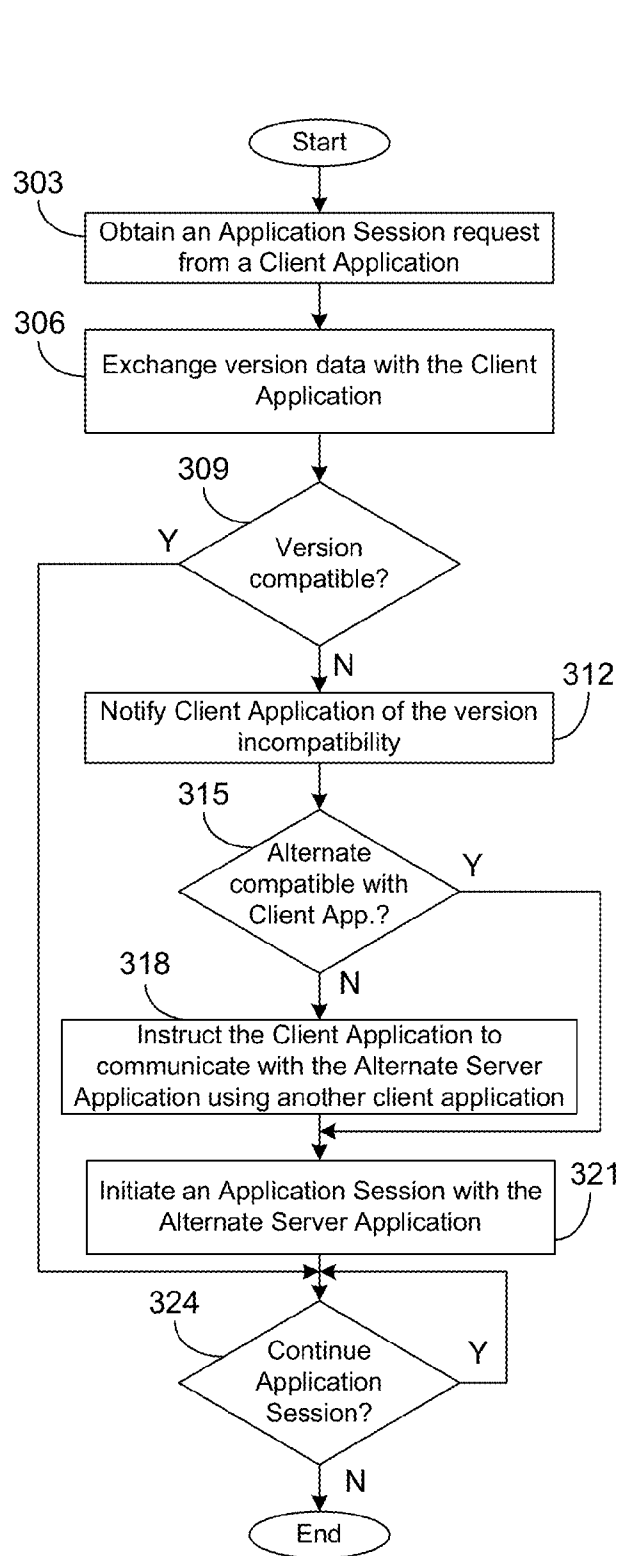 Start
303
Obtain an Application Session request
from a Client Application
306
Exchange version data with the Client
Application
309
Y
Version
compatible?
N
312
Notify Client Application of the version
incompatibility
315
Alternate
compatible with
Client App.?
Y
N
318
Instruct the Client Application to
communicate with the Alternate Server
Application using another client application
321
Initiate an Application Session with the
Alternate Server Application
324
Continue
Application
Session?
Y
N
End